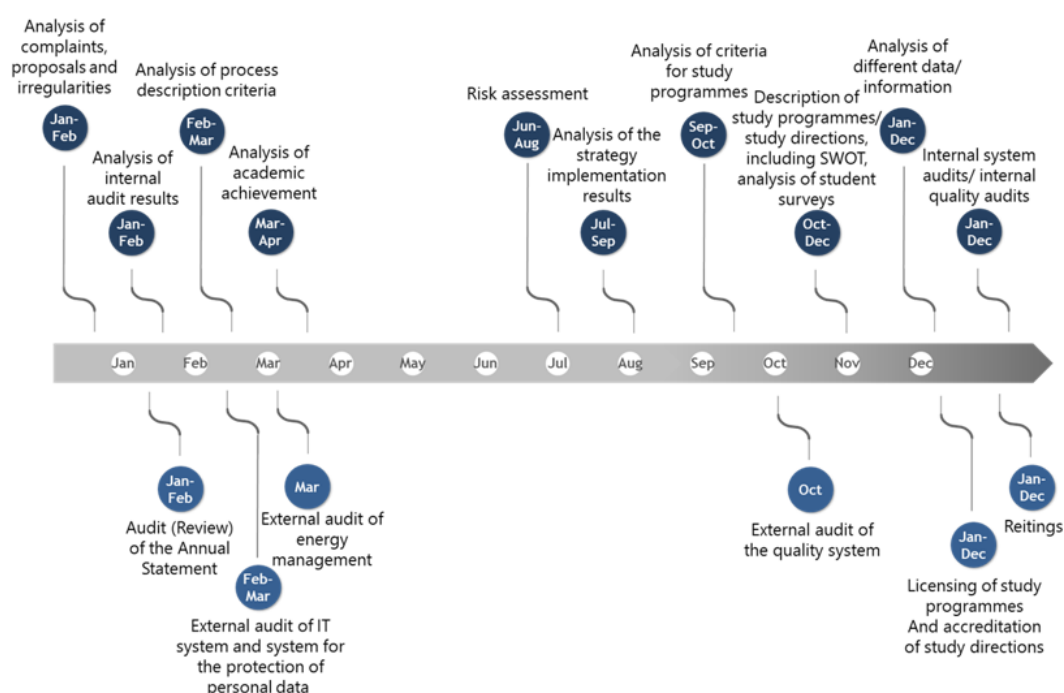 Analysis of
complaints,
proposals and
irregularities
Jan-
Feb
Analysis of
internal
audit results
Jan-
Feb
Analysis of process
description criteria
Feb-
Mar
Analysis of
academic
achievement
Mar-
Apr
Risk assessment
Jun-
Aug
Analysis of the
strategy
implementation
results
Jul-
Sep
Analysis of criteria
for study
programmes
Sep-
Oct
Description of
study programmes/
study directions,
including SWOT,
analysis of student
surveys
Oct-
Dec
Analysis of
different data/
information
Jan-
Dec
Internal system
audits/ internal
quality audits
Jan-
Dec
Jan
Feb
Mar
Apr
May
Jun
Jul
Aug
Sep
Oct
Nov
Dec
Jan-
Feb
Audit (Review)
of the Annual
Statement
Feb-
Mar
External audit of IT
system and system for
the protection of
personal data
Mar
External audit of
energy
management
Oct
External audit of
the quality system
Jan-
Dec
Licensing of study
programmes
And accreditation
of study directions
Jan-
Dec
Reitings